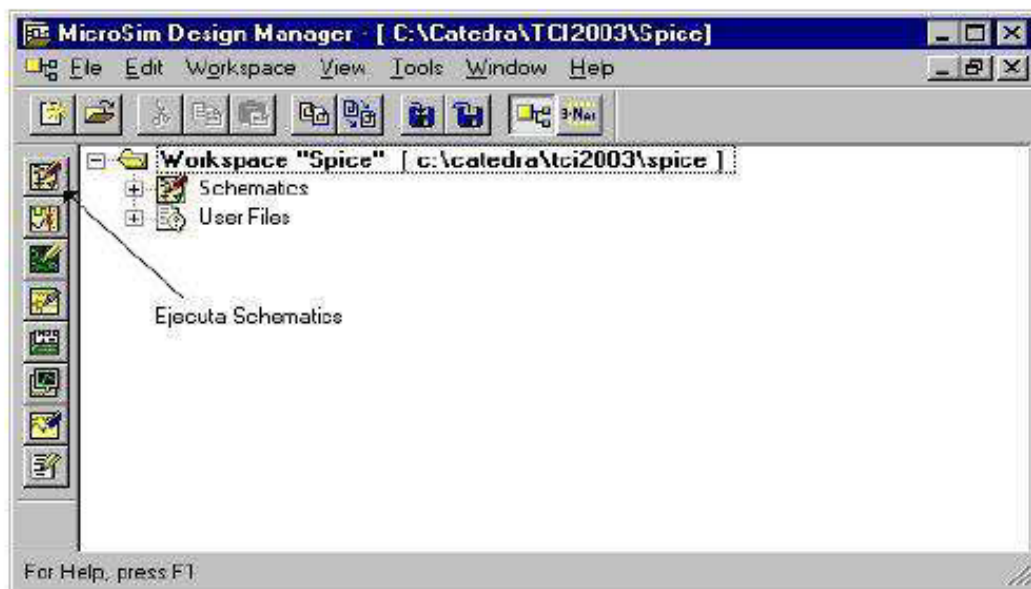 MicroSim Design Manager - [ C:\Catedra\TCI2003\Spice]
File Edit Workspace View Tools Window Help
Workspace "Spice" [ c:\catedra\tci2003\spice ]
Schematics
User Files
Ejecuta Schematics
For Help, press F1